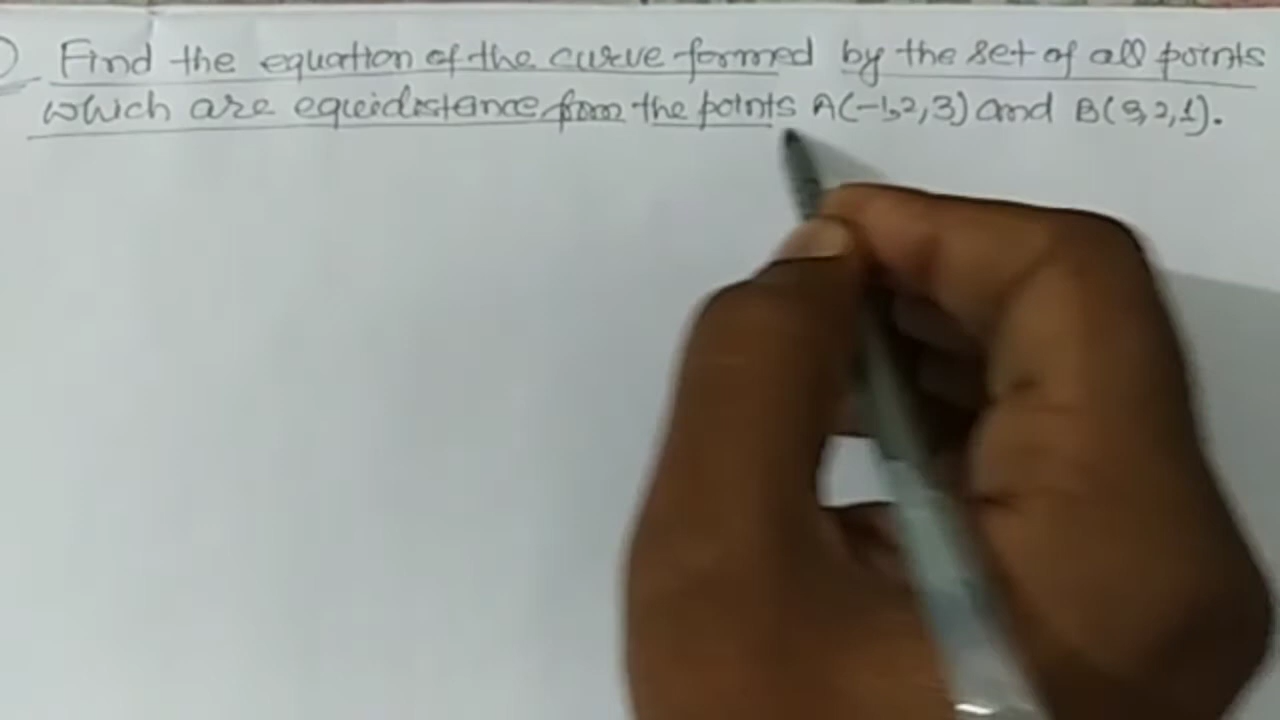 Find the equation of the curve formed by the set of all points
which are equeidistance from the points A(-1,2,3) and B(3,2,1).